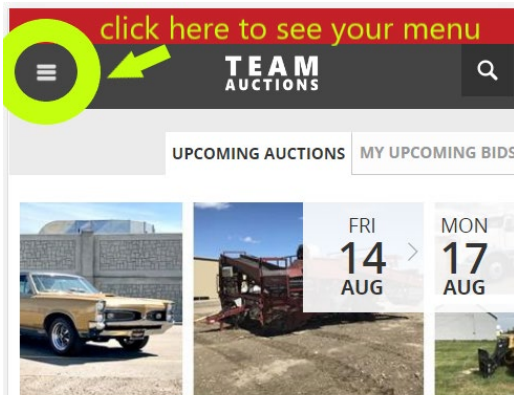 click here to see your menu
TEAM
AUCTIONS
UPCOMING AUCTIONS
MY UPCOMING BIDS
FRI
14
AUG
MON
17
AUG